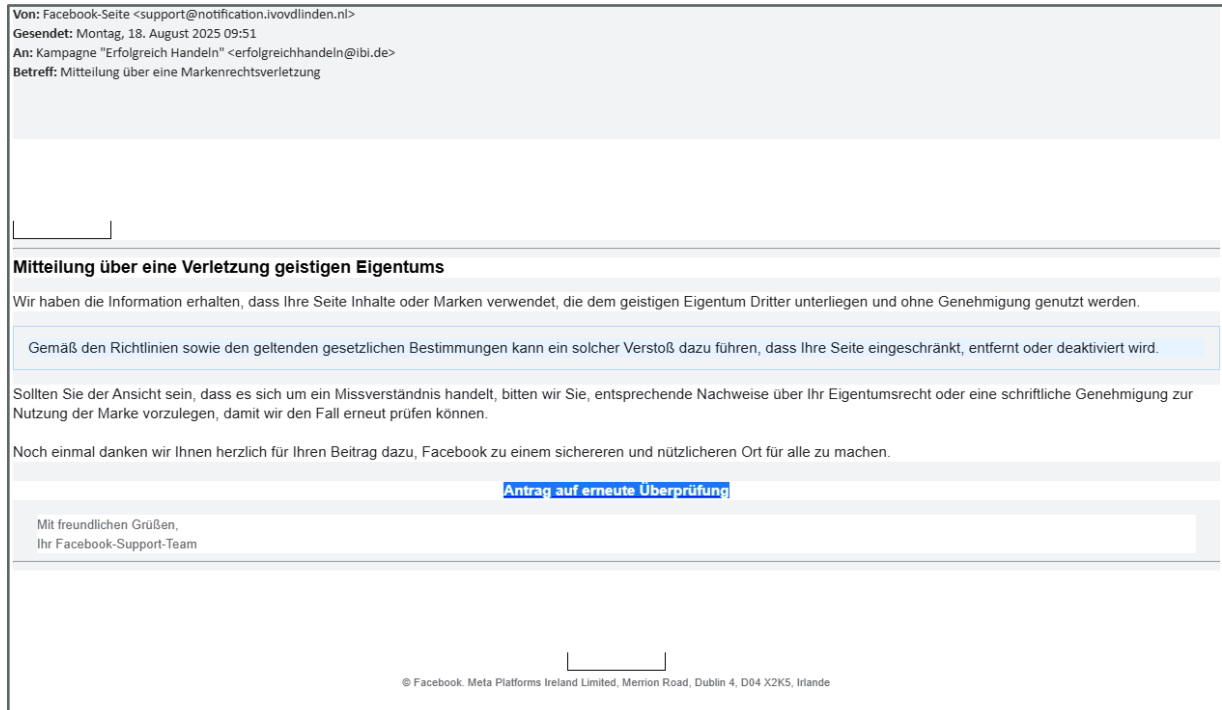 Von: Facebook-Seite <support@notification.ivovdlinden.nl>
Gesendet: Montag, 18. August 2025 09:51
An: Kampagne "Erfolgreich Handeln" <erfolgreichhandeln@ibi.de>
Betreff: Mitteilung über eine Markenrechtsverletzung
Mitteilung über eine Verletzung geistigen Eigentums
Wir haben die Information erhalten, dass Ihre Seite Inhalte oder Marken verwendet, die dem geistigen Eigentum Dritter unterliegen und ohne Genehmigung genutzt werden.
Gemäß den Richtlinien sowie den geltenden gesetzlichen Bestimmungen kann ein solcher Verstoß dazu führen, dass Ihre Seite eingeschränkt, entfernt oder deaktiviert wird.
Sollten Sie der Ansicht sein, dass es sich um ein Missverständnis handelt, bitten wir Sie, entsprechende Nachweise über Ihr Eigentumsrecht oder eine schriftliche Genehmigung zur
Nutzung der Marke vorzulegen, damit wir den Fall erneut prüfen können.
Noch einmal danken wir Ihnen herzlich für Ihren Beitrag dazu, Facebook zu einem sichereren und nützlicheren Ort für alle zu machen.
Antrag auf erneute Überprüfung
Mit freundlichen Grüßen,
Ihr Facebook-Support-Team
© Facebook. Meta Platforms Ireland Limited, Merrion Road, Dublin 4, D04 X2K5, Irlande